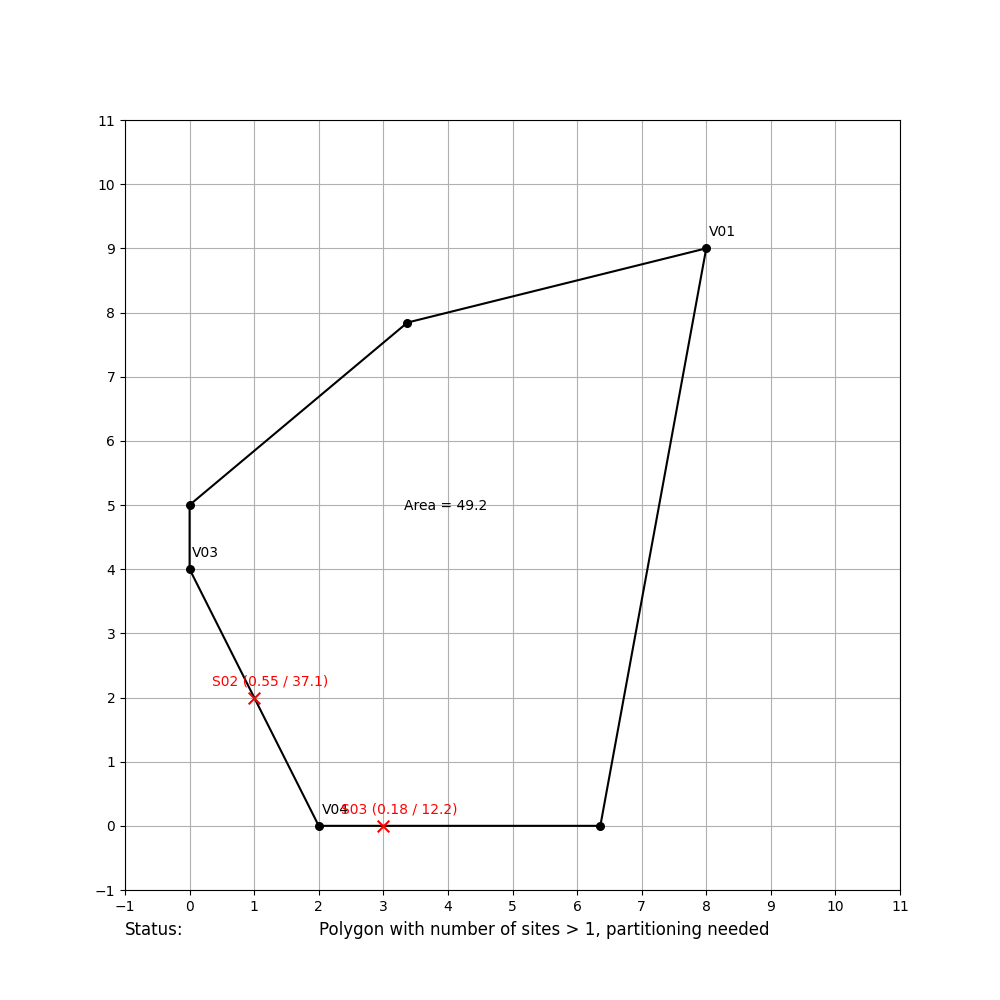 11
10
9
8
7
6
5
4
3
2
1
0
−1
V01
Area = 49.2
V03
S02 (0.55 / 37.1)
V04
S03 (0.18 / 12.2)
−1 0 1 2 3 4 5 6 7 8 9 10 11
Status: Polygon with number of sites > 1, partitioning needed